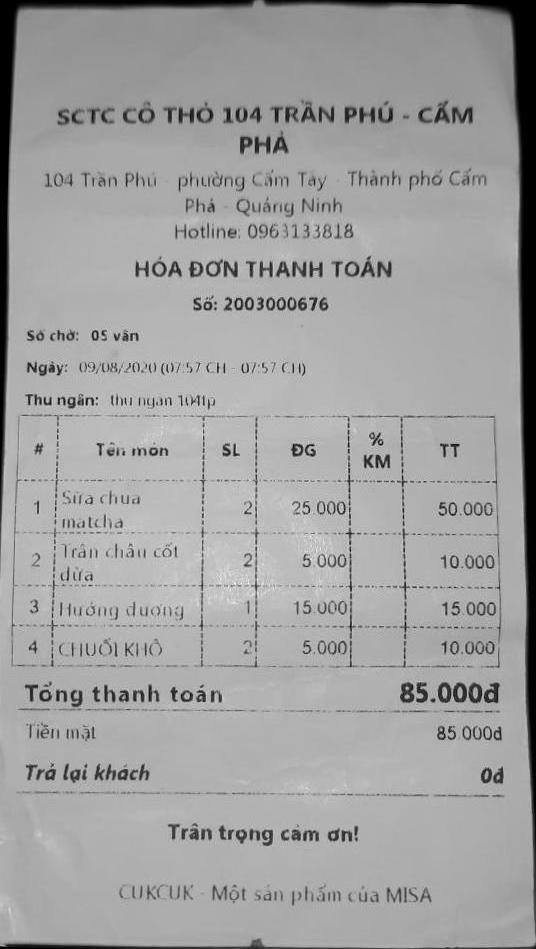 SCTC CÔ THỎ 104 TRẦN PHÚ - CẨM
PHẢ
104 Trần Phú - phường Cẩm Tây - Thành phố Cẩm
Phả - Quảng Ninh
Hotline: 0963133818
HÓA ĐƠN THANH TOÁN
Số: 2003000676
Số chờ: 05 vân
Ngày: 09/08/2020 (07:57 CH - 07:57 CH)
Thu ngân: thu ngân 104tp
# Tên món SL ĐG % KM TT
1 Sữa chua matcha 2 25.000 50.000
2 Trân châu cốt dừa 2 5.000 10.000
3 Hướng dương 1 15.000 15.000
4 CHUỐI KHÔ 2 5.000 10.000
Tổng thanh toán 85.000đ
Tiền mặt 85.000đ
Trả lại khách 0đ
Trân trọng cảm ơn!
CUKCUK - Một sản phẩm của MISA